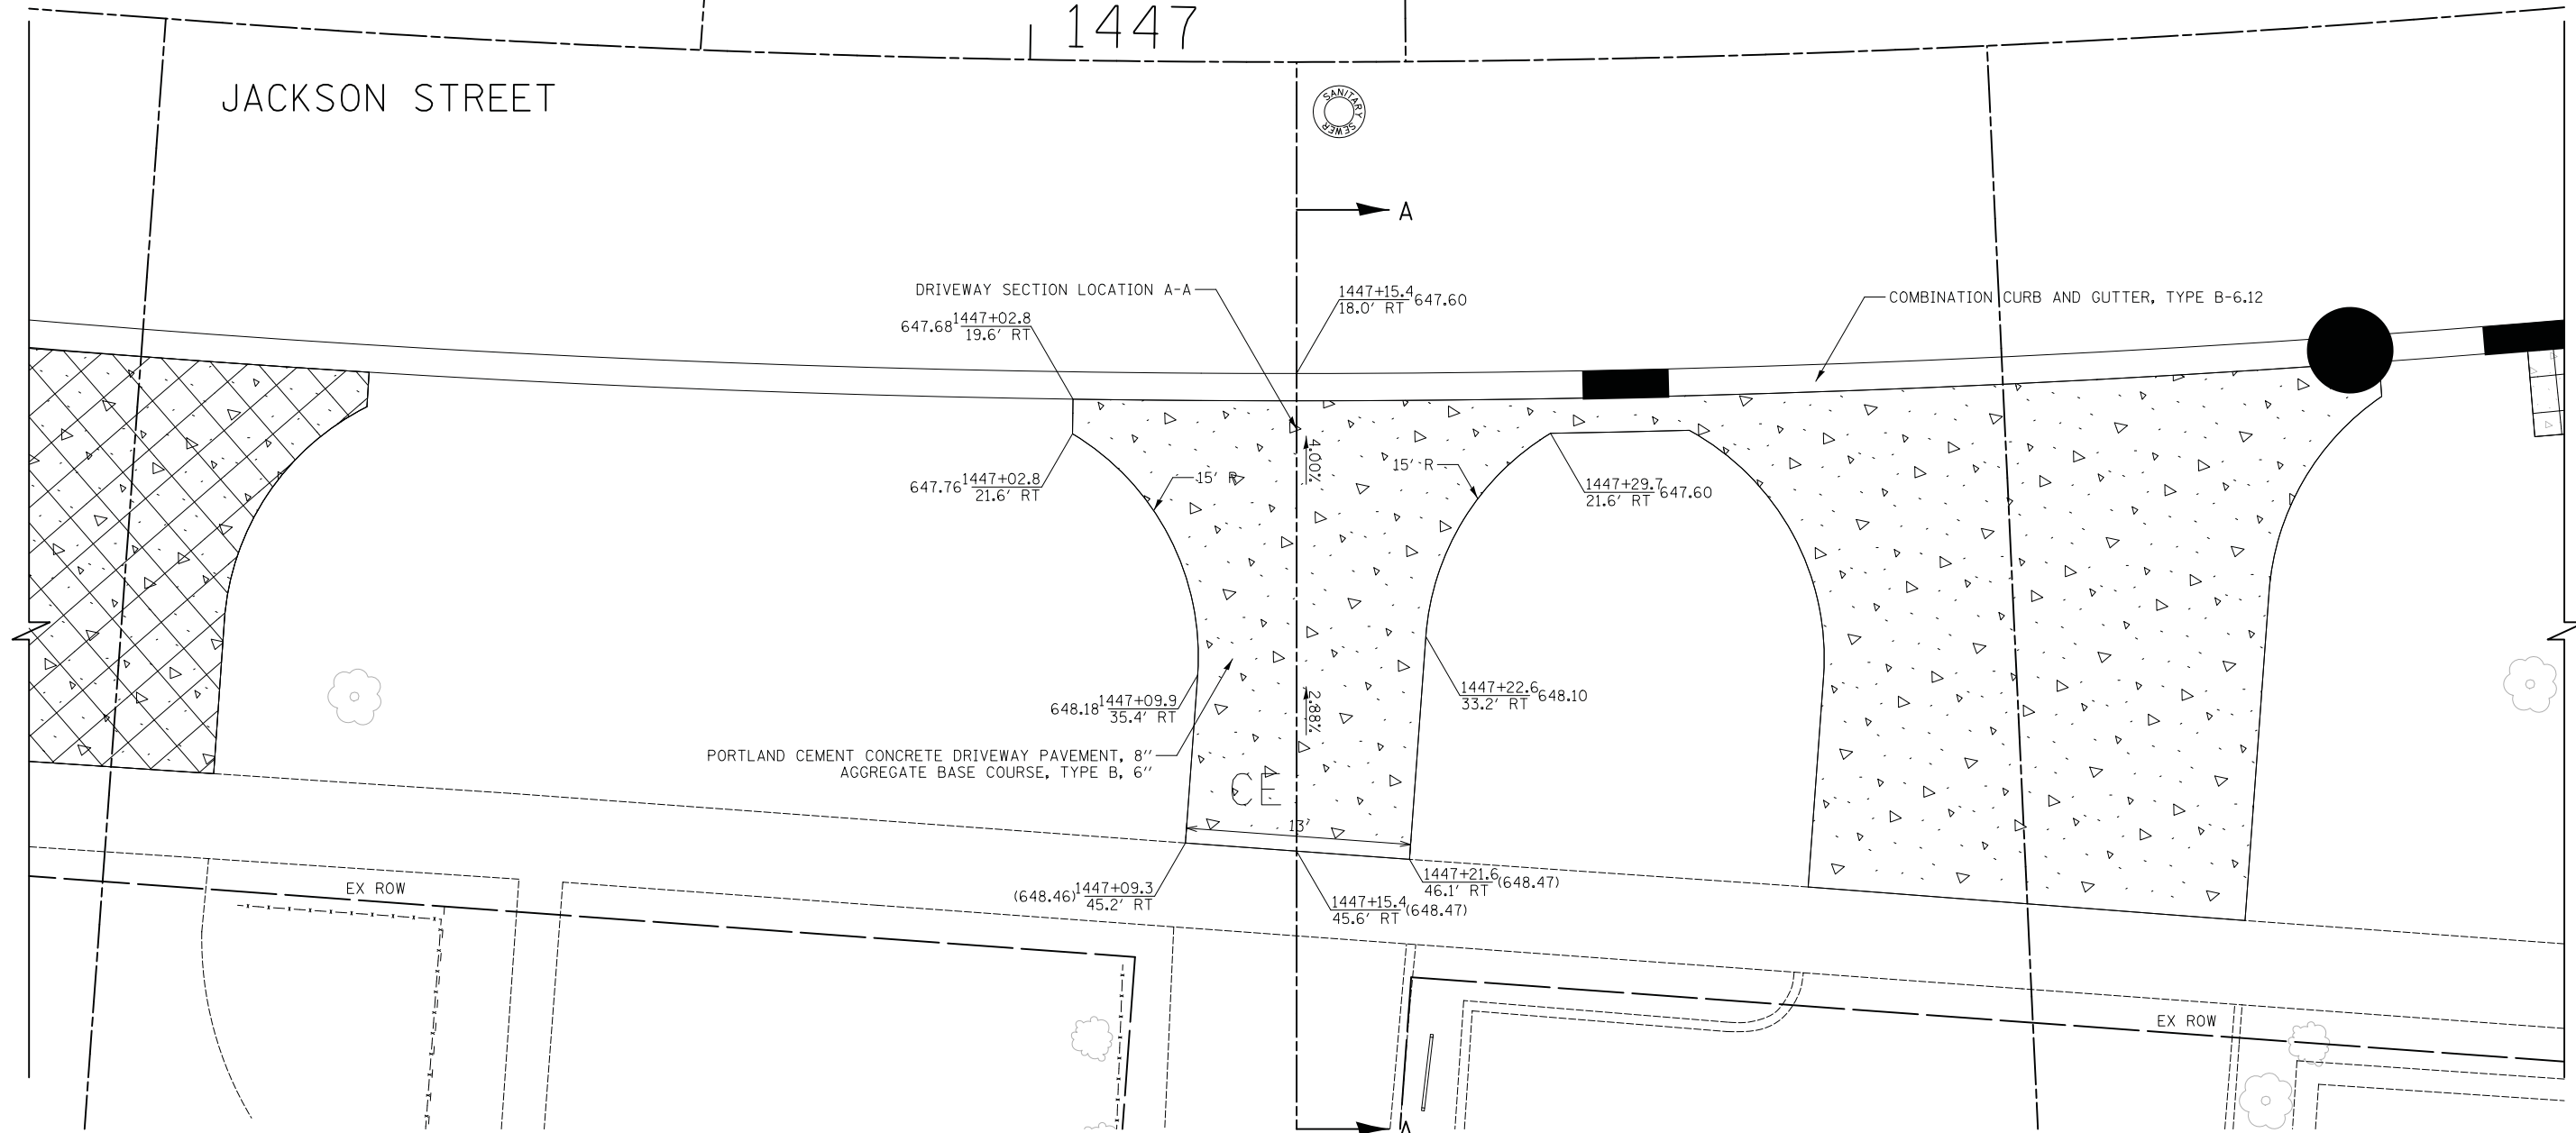 1447
JACKSON STREET
SANITARY SEWER
A
DRIVEWAY SECTION LOCATION A-A
1447+15.4
18.0' RT
647.60
COMBINATION CURB AND GUTTER, TYPE B-6.12
647.68
1447+02.8
19.6' RT
4.00%
15' R
15' R
647.76
1447+02.8
21.6' RT
1447+29.7
21.6' RT
647.60
648.18
1447+09.9
35.4' RT
2.88%
1447+22.6
33.2' RT
648.10
PORTLAND CEMENT CONCRETE DRIVEWAY PAVEMENT, 8"
AGGREGATE BASE COURSE, TYPE B, 6"
CE
13'
(648.46)
1447+09.3
45.2' RT
1447+21.6
46.1' RT
(648.47)
1447+15.4
45.6' RT
(648.47)
EX ROW
EX ROW
A